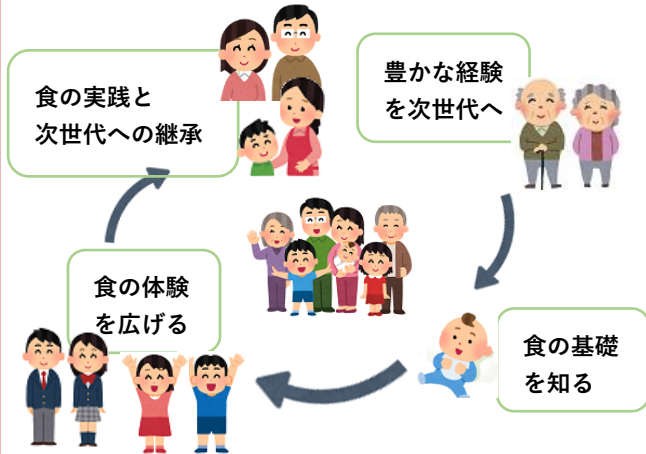 食の実践と
次世代への継承
豊かな経験
を次世代へ
食の体験
を広げる
食の基礎
を知る